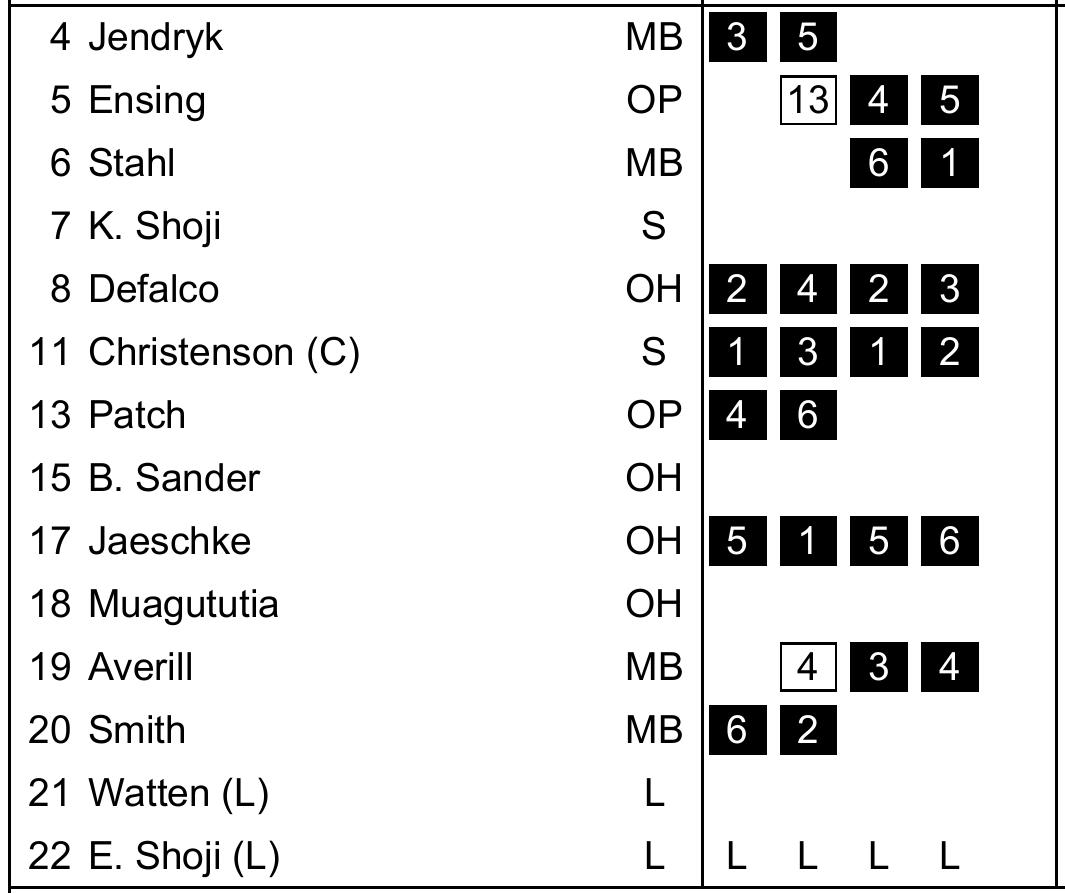 4 Jendryk MB 3 5
5 Ensing OP 13 4 5
6 Stahl MB 6 1
7 K. Shoji S
8 Defalco OH 2 4 2 3
11 Christenson (C) S 1 3 1 2
13 Patch OP 4 6
15 B. Sander OH
17 Jaeschke OH 5 1 5 6
18 Muagututia OH
19 Averill MB 4 3 4
20 Smith MB 6 2
21 Watten (L) L
22 E. Shoji (L) L L L L L